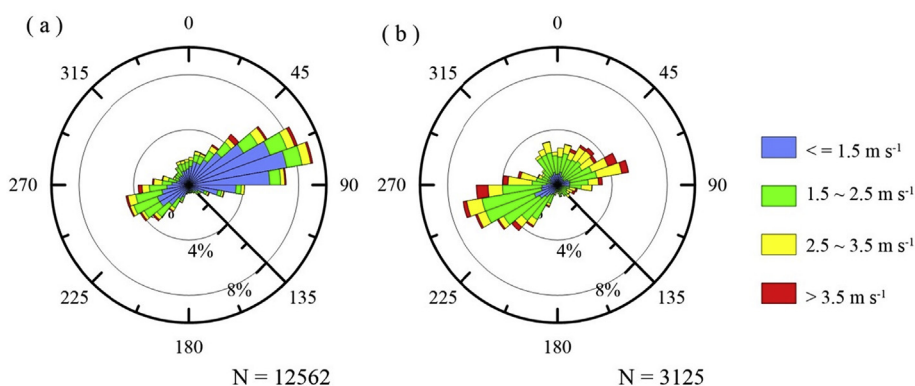 ( a )
0
45
90
135
180
225
270
315
4%
8%
N = 12562
( b )
0
45
90
135
180
225
270
315
4%
8%
N = 3125
< = 1.5 m s⁻¹
1.5 ~ 2.5 m s⁻¹
2.5 ~ 3.5 m s⁻¹
> 3.5 m s⁻¹